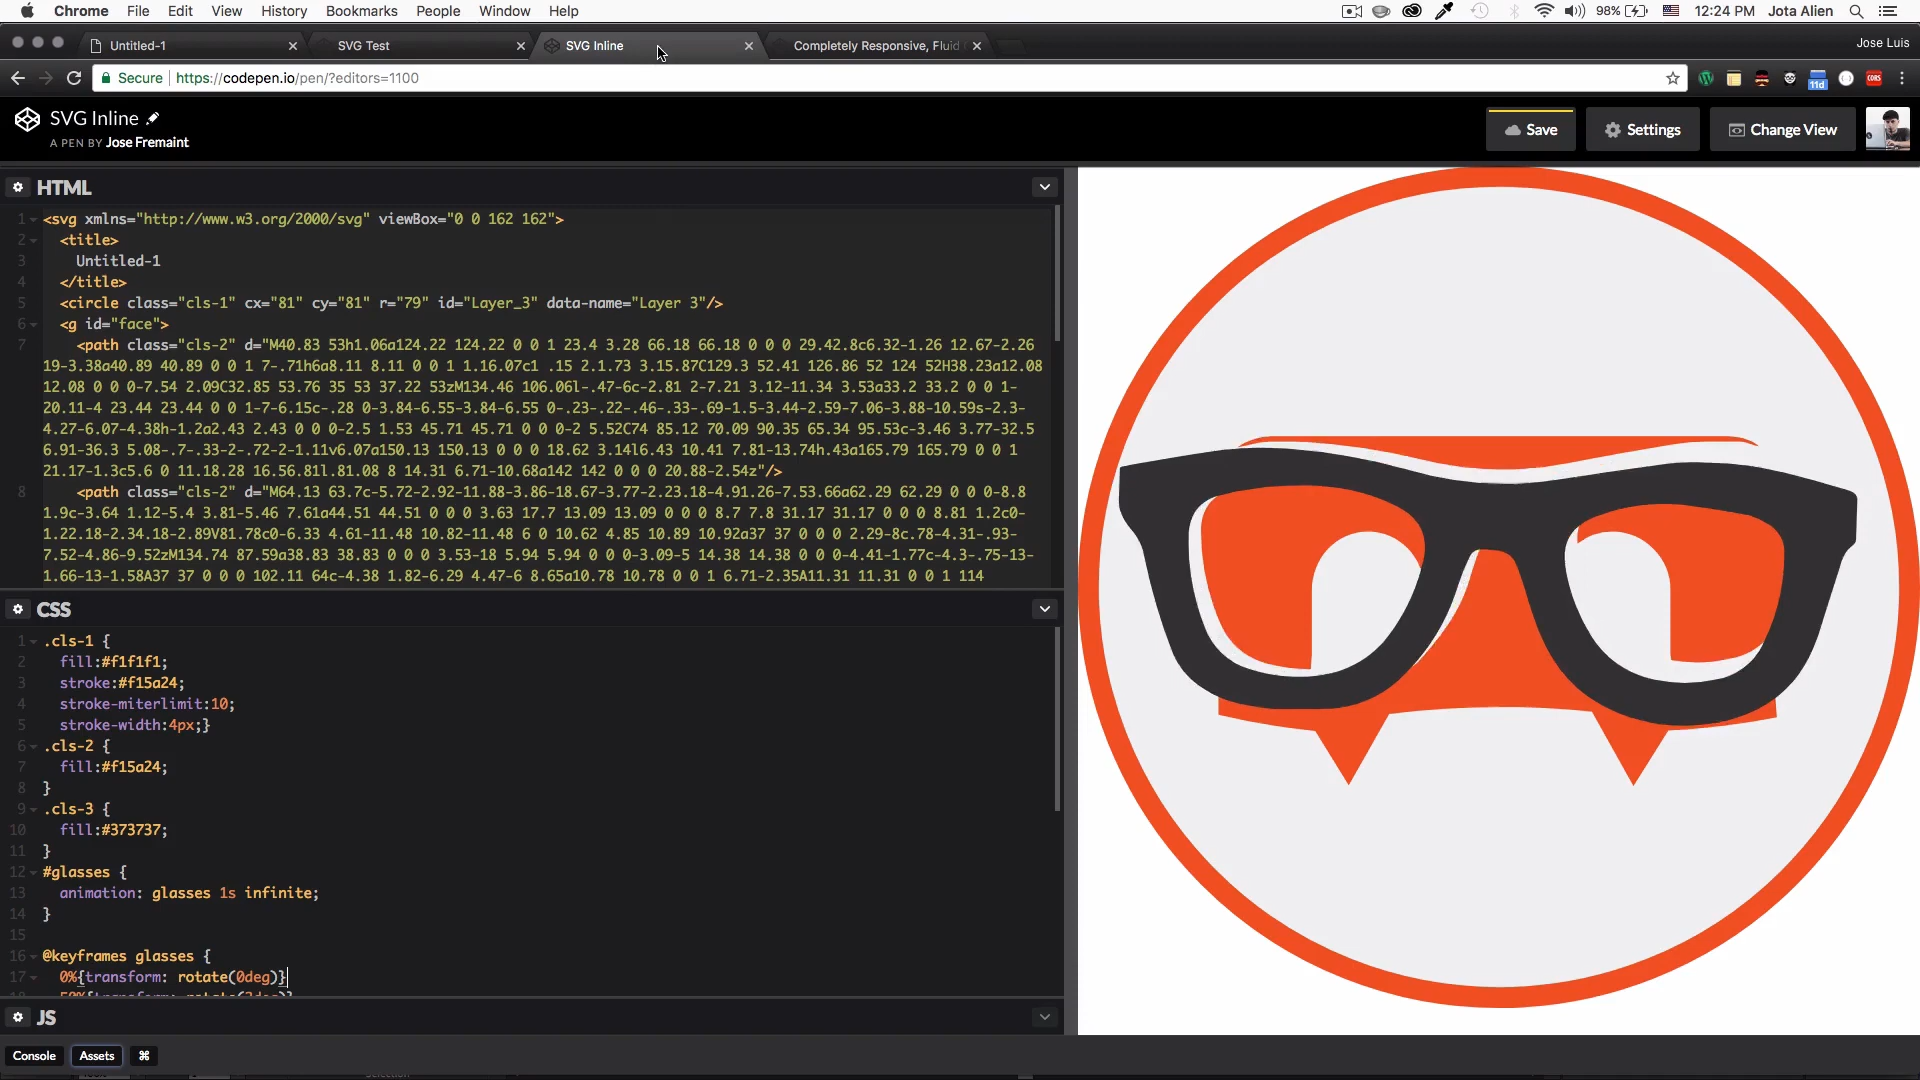 Chrome File Edit View History Bookmarks People Window Help 98% 12:24 PM Jota Alien
Untitled-1 SVG Test SVG Inline Completely Responsive, Fluid Jose Luis
Secure https://codepen.io/pen/?editors=1100 11d CORS
SVG Inline
A PEN BY Jose Fremaint
Save Settings Change View
HTML
1 <svg xmlns="http://www.w3.org/2000/svg" viewBox="0 0 162 162">
2 <title>
3 Untitled-1
4 </title>
5 <circle class="cls-1" cx="81" cy="81" r="79" id="Layer_3" data-name="Layer 3"/>
6 <g id="face">
7 <path class="cls-2" d="M40.83 53h1.06a124.22 124.22 0 0 1 23.4 3.28 66.18 66.18 0 0 0 29.42.8c6.32-1.26 12.67-2.26
19-3.38a40.89 40.89 0 0 1 7-.71h6a8.11 8.11 0 0 1 1.16.07c1 .15 2.1.73 3.15.87C129.3 52.41 126.86 52 124 52H38.23a12.08
12.08 0 0 0-7.54 2.09C32.85 53.76 35 53 37.22 53zM134.46 106.06l-.47-6c-2.81 2-7.21 3.12-11.34 3.53a33.2 33.2 0 0 1-
20.11-4 23.44 23.44 0 0 1-7-6.15c-.28 0-3.84-6.55-3.84-6.55 0-.23-.22-.46-.33-.69-1.5-3.44-2.59-7.06-3.88-10.59s-2.3-
4.27-6.07-4.38h-1.2a2.43 2.43 0 0 0-2.5 1.53 45.71 45.71 0 0 0-2 5.52C74 85.12 70.09 90.35 65.34 95.53c-3.46 3.77-32.5
6.91-36.3 5.08-.7-.33-2-.72-2-1.11v6.07a150.13 150.13 0 0 0 18.62 3.14l6.43 10.41 7.81-13.74h.43a165.79 165.79 0 0 1
21.17-1.3c5.6 0 11.18.28 16.56.81l.81.08 8 14.31 6.71-10.68a142 142 0 0 0 20.88-2.54z"/>
8 <path class="cls-2" d="M64.13 63.7c-5.72-2.92-11.88-3.86-18.67-3.77-2.23.18-4.91.26-7.53.66a62.29 62.29 0 0 0-8.8
1.9c-3.64 1.12-5.4 3.81-5.46 7.61a44.51 44.51 0 0 0 3.63 17.7 13.09 13.09 0 0 0 8.7 7.8 31.17 31.17 0 0 0 8.81 1.2c0-
1.22.18-2.34.18-2.89V81.78c0-6.33 4.61-11.48 10.82-11.48 6 0 10.62 4.85 10.89 10.92a37 37 0 0 0 2.29-8c.78-4.31-.93-
7.52-4.86-9.52zM134.74 87.59a38.83 38.83 0 0 0 3.53-18 5.94 5.94 0 0 0-3.09-5 14.38 14.38 0 0 0-4.41-1.77c-4.3-.75-13-
1.66-13-1.58A37 37 0 0 0 102.11 64c-4.38 1.82-6.29 4.47-6 8.65a10.78 10.78 0 0 1 6.71-2.35A11.31 11.31 0 0 1 114
CSS
1 .cls-1 {
2 fill:#f1f1f1;
3 stroke:#f15a24;
4 stroke-miterlimit:10;
5 stroke-width:4px;}
6 .cls-2 {
7 fill:#f15a24;
8 }
9 .cls-3 {
10 fill:#373737;
11 }
12 #glasses {
13 animation: glasses 1s infinite;
14 }
15
16 @keyframes glasses {
17 0%{transform: rotate(0deg)}
JS
Console Assets ⌘